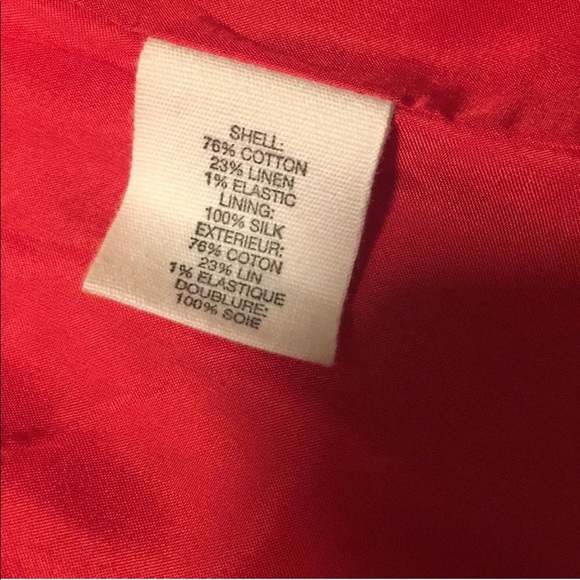 SHELL:
76% COTTON
23% LINEN
1% ELASTIC
LINING:
100% SILK
EXTERIEUR:
76% COTON
23% LIN
1% ELASTIQUE
DOUBLURE:
100% SOIE